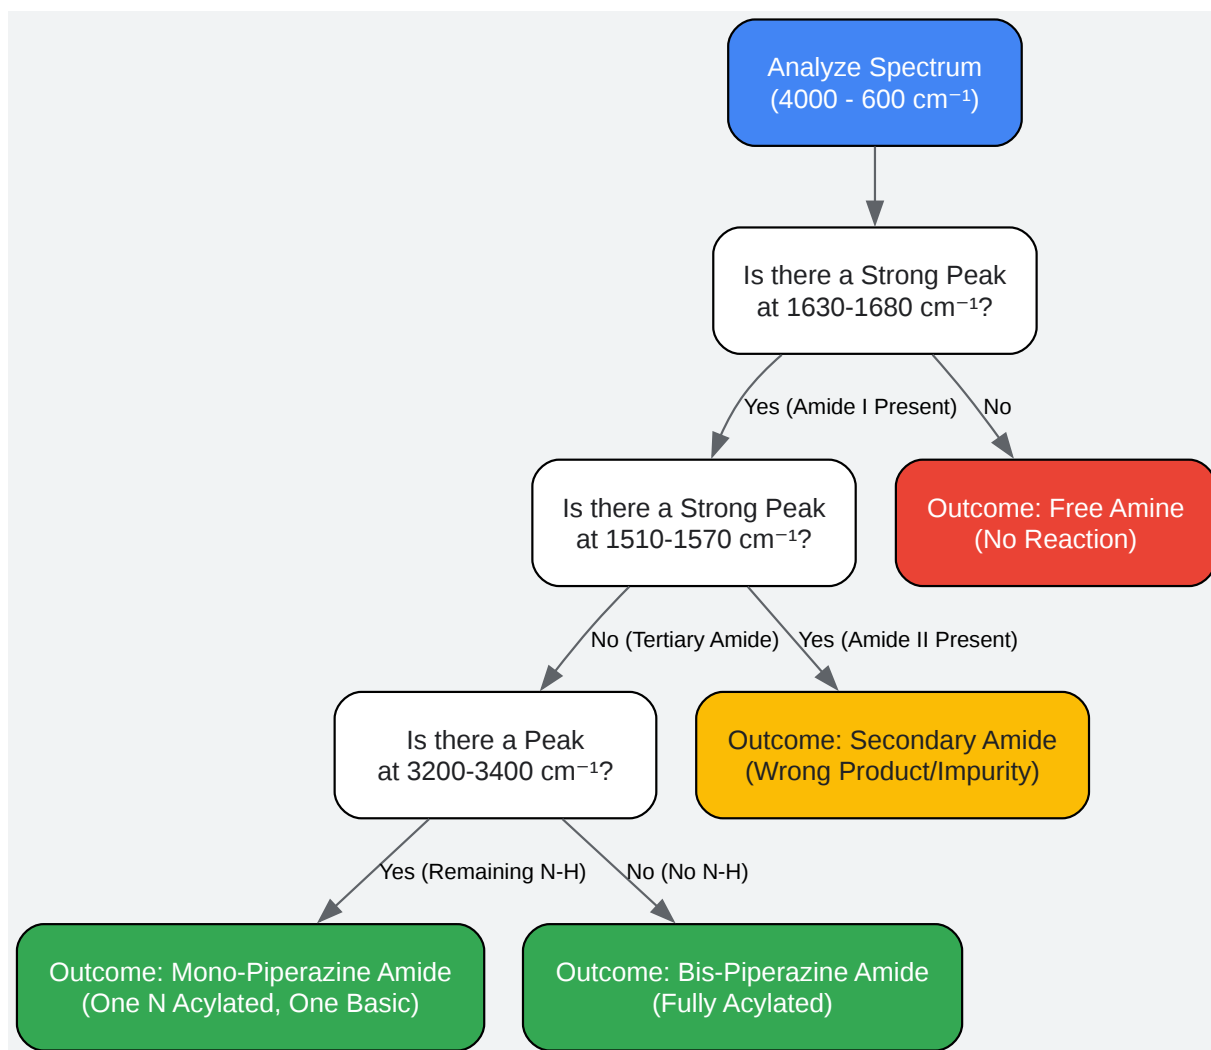 Analyze Spectrum
(4000 - 600 cm⁻¹)
Is there a Strong Peak
at 1630-1680 cm⁻¹?
Yes (Amide I Present)
No
Is there a Strong Peak
at 1510-1570 cm⁻¹?
Outcome: Free Amine
(No Reaction)
No (Tertiary Amide)
Yes (Amide II Present)
Is there a Peak
at 3200-3400 cm⁻¹?
Outcome: Secondary Amide
(Wrong Product/Impurity)
Yes (Remaining N-H)
No (No N-H)
Outcome: Mono-Piperazine Amide
(One N Acylated, One Basic)
Outcome: Bis-Piperazine Amide
(Fully Acylated)